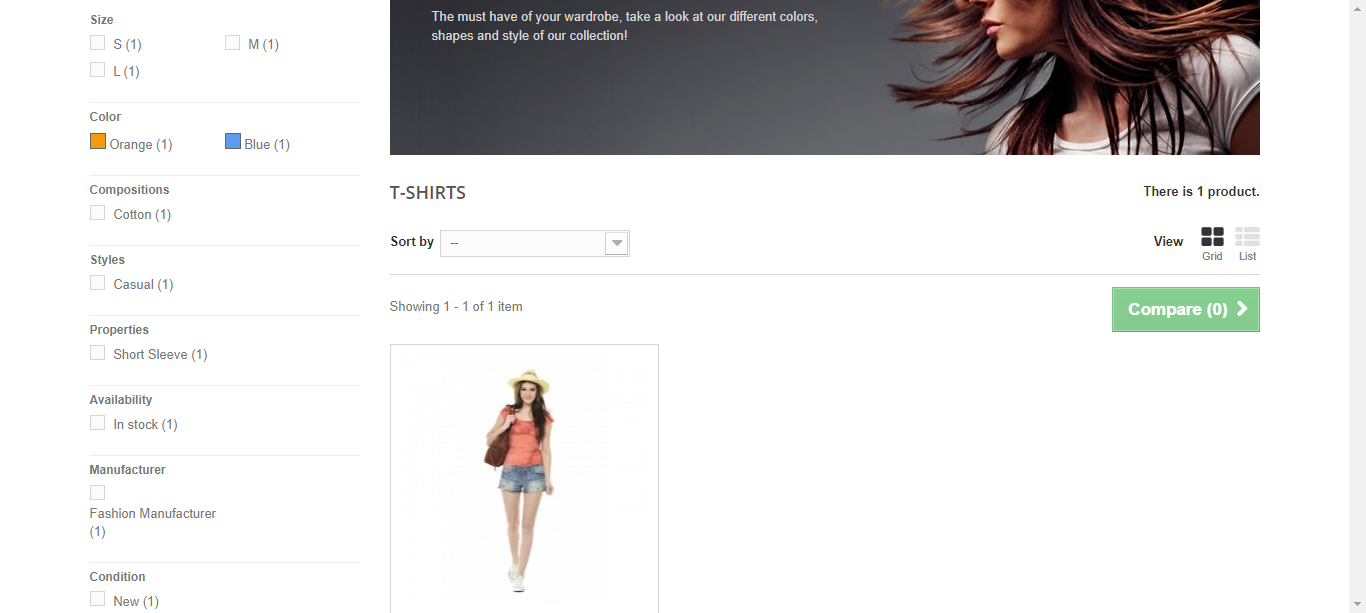 Size
S (1)
M (1)
L (1)
Color
Orange (1)
Blue (1)
Compositions
Cotton (1)
Styles
Casual (1)
Properties
Short Sleeve (1)
Availability
In stock (1)
Manufacturer
Fashion Manufacturer
(1)
Condition
New (1)
The must have of your wardrobe, take a look at our different colors,
shapes and style of our collection!
T-SHIRTS
There is 1 product.
Sort by
--
View
Grid
List
Showing 1 - 1 of 1 item
Compare (0)